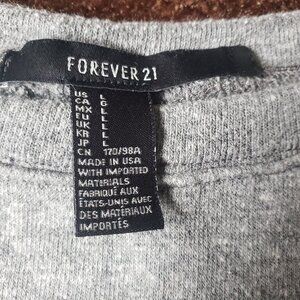 FOREVER 21
US L
CA G
MX L
EU L
UK L
KR L
JP L
CN 170/98A
MADE IN USA
WITH IMPORTED
MATERIALS
FABRIQUÉ AUX
ÉTATS-UNIS AVEC
DES MATÉRIAUX
IMPORTÉS